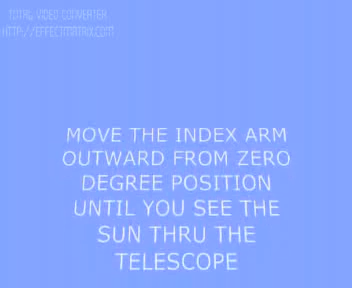 TOTAL VIDEO CONVERTER
HTTP://EFFECTMATRIX.COM
MOVE THE INDEX ARM
OUTWARD FROM ZERO
DEGREE POSITION
UNTIL YOU SEE THE
SUN THRU THE
TELESCOPE